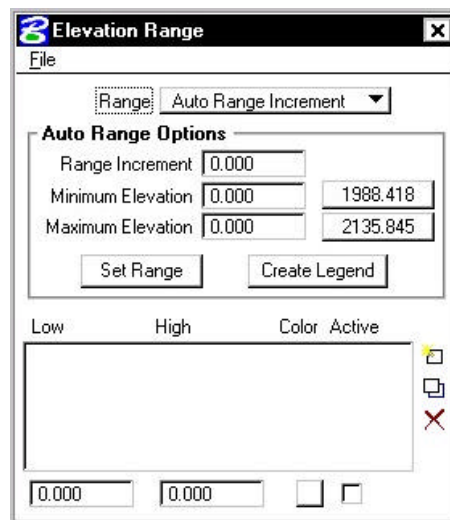 Elevation Range
File
Range Auto Range Increment
Auto Range Options
Range Increment 0.000
Minimum Elevation 0.000 1988.418
Maximum Elevation 0.000 2135.845
Set Range Create Legend
Low High Color Active
0.000 0.000